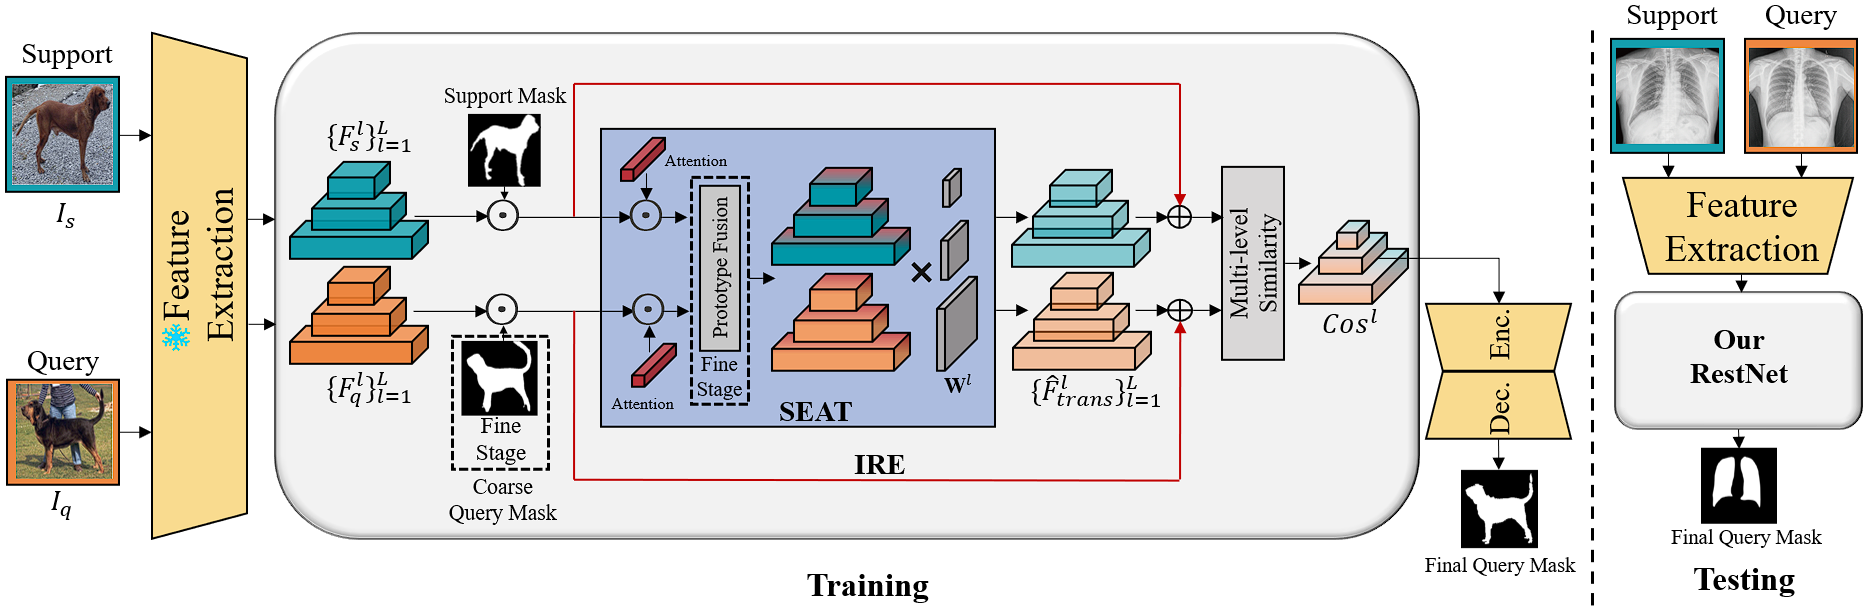 Support
I_s
Query
I_q
Feature
Extraction
{F_s^l}_{l=1}^L
{F_q^l}_{l=1}^L
Support Mask
Fine
Stage
Coarse
Query Mask
Attention
Attention
Prototype Fusion
Fine
Stage
W^l
SEAT
IRE
{F̂_{trans}^l}_{l=1}^L
Multi-level
Similarity
Cos^l
Enc.
Dec.
Final Query Mask
Training
Support
Query
Feature
Extraction
Our
RestNet
Final Query Mask
Testing